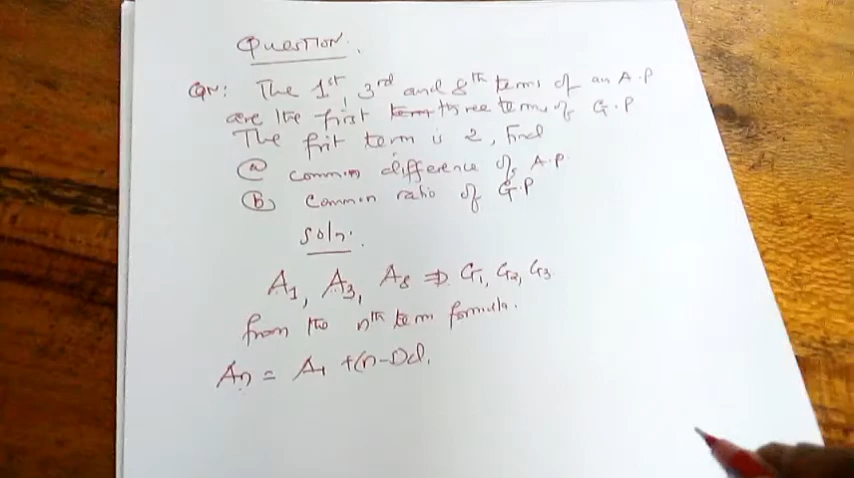 Question.
QN: The 1st, 3rd and 8th terms of an A.P
are the first term three terms of G.P
The frit term is 2, find
(a) common difference of A.P.
(b) common ratio of G.P
Soln.
A1, A3, A8 ⇒ G1, G2, G3
from the nth term formula.
An = A1 + (n-1)d.